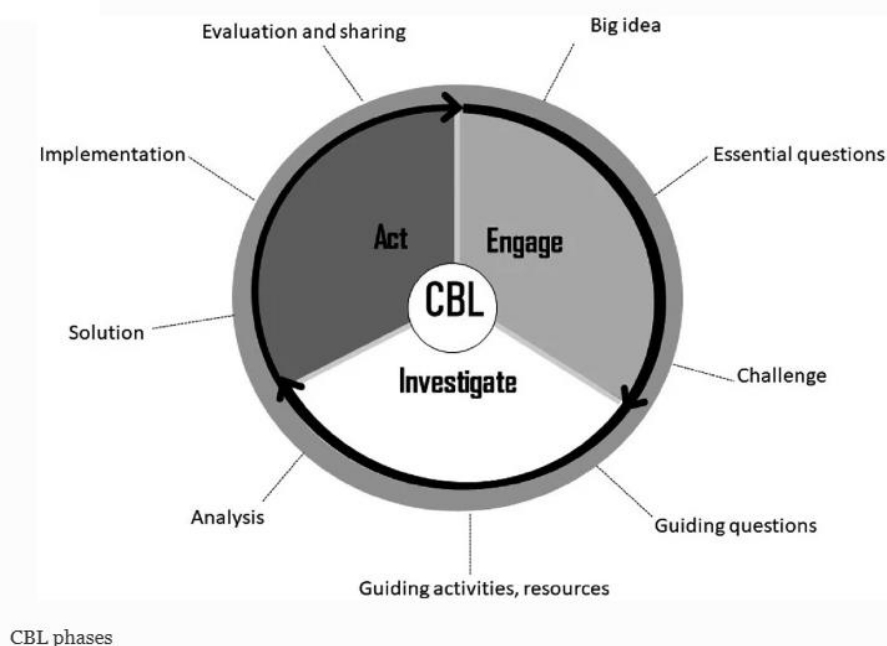 Evaluation and sharing
Big idea
Implementation
Essential questions
Act
Engage
CBL
Solution
Investigate
Challenge
Analysis
Guiding questions
Guiding activities, resources
CBL phases